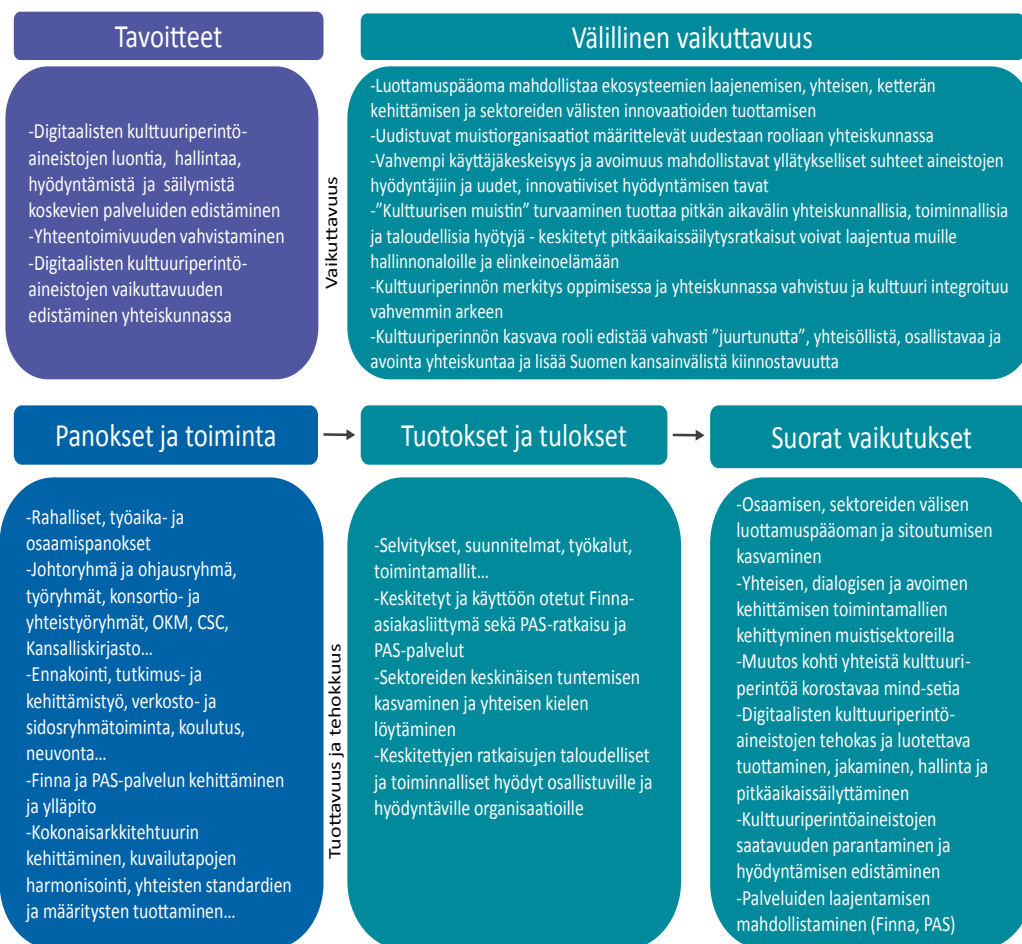 Tavoitteet
-Digitaalisten kulttuuriperintö-
aineistojen luontia, hallintaa,
hyödyntämistä ja säilymistä
koskevien palveluiden edistäminen
-Yhteentoimivuuden vahvistaminen
-Digitaalisten kulttuuriperintö-
aineistojen vaikuttavuuden
edistäminen yhteiskunnassa
Vaikuttavuus
Välillinen vaikuttavuus
-Luottamuspääoma mahdollistaa ekosysteemien laajenemisen, yhteisen, ketterän
kehittämisen ja sektoreiden välisten innovaatioiden tuottamisen
-Uudistuvat muistiorganisaatiot määrittelevät uudestaan rooliaan yhteiskunnassa
-Vahvempi käyttäjäkeskeisyys ja avoimuus mahdollistavat yllätykselliset suhteet aineistojen
hyödyntäjiin ja uudet, innovatiiviset hyödyntämisen tavat
-”Kulttuurisen muistin” turvaaminen tuottaa pitkän aikavälin yhteiskunnallisia, toiminnallisia
ja taloudellisia hyötyjä - keskitetyt pitkäaikaissäilytysratkaisut voivat laajentua muille
hallinnonaloille ja elinkeinoelämään
-Kulttuuriperinnön merkitys oppimisessa ja yhteiskunnassa vahvistuu ja kulttuuri integroituu
vahvemmin arkeen
-Kulttuuriperinnön kasvava rooli edistää vahvasti ”juurtunutta”, yhteisöllistä, osallistavaa ja
avointa yhteiskuntaa ja lisää Suomen kansainvälistä kiinnostavuutta
Panokset ja toiminta
-Rahalliset, työaika- ja
osaamispanokset
-Johtoryhmä ja ohjausryhmä,
työryhmät, konsortio- ja
yhteistyöryhmät, OKM, CSC,
Kansalliskirjasto…
-Ennakointi, tutkimus- ja
kehittämistyö, verkosto- ja
sidosryhmätoiminta, koulutus,
neuvonta…
-Finna ja PAS-palvelun kehittäminen
ja ylläpito
-Kokonaisarkkitehtuurin
kehittäminen, kuvailutapojen
harmonisointi, yhteisten standardien
ja määritysten tuottaminen…
Tuottavuus ja tehokkuus
Tuotokset ja tulokset
-Selvitykset, suunnitelmat, työkalut,
toimintamallit…
-Keskitetyt ja käyttöön otetut Finna-
asiakasliittymä sekä PAS-ratkaisu ja
PAS-palvelut
-Sektoreiden keskinäisen tuntemisen
kasvaminen ja yhteisen kielen
löytäminen
-Keskitettyjen ratkaisujen taloudelliset
ja toiminnalliset hyödyt osallistuville ja
hyödyntäville organisaatioille
Suorat vaikutukset
-Osaamisen, sektoreiden välisen
luottamuspääoman ja sitoutumisen
kasvaminen
-Yhteisen, dialogisen ja avoimen
kehittämisen toimintamallien
kehittyminen muistisektoreilla
-Muutos kohti yhteistä kulttuuri-
perintöä korostavaa mind-setiä
-Digitaalisten kulttuuriperintö-
aineistojen tehokas ja luotettava
tuottaminen, jakaminen, hallinta ja
pitkäaikaissäilyttäminen
-Kulttuuriperintöaineistojen
saatavuuden parantaminen ja
hyödyntämisen edistäminen
-Palveluiden laajentamisen
mahdollistaminen (Finna, PAS)